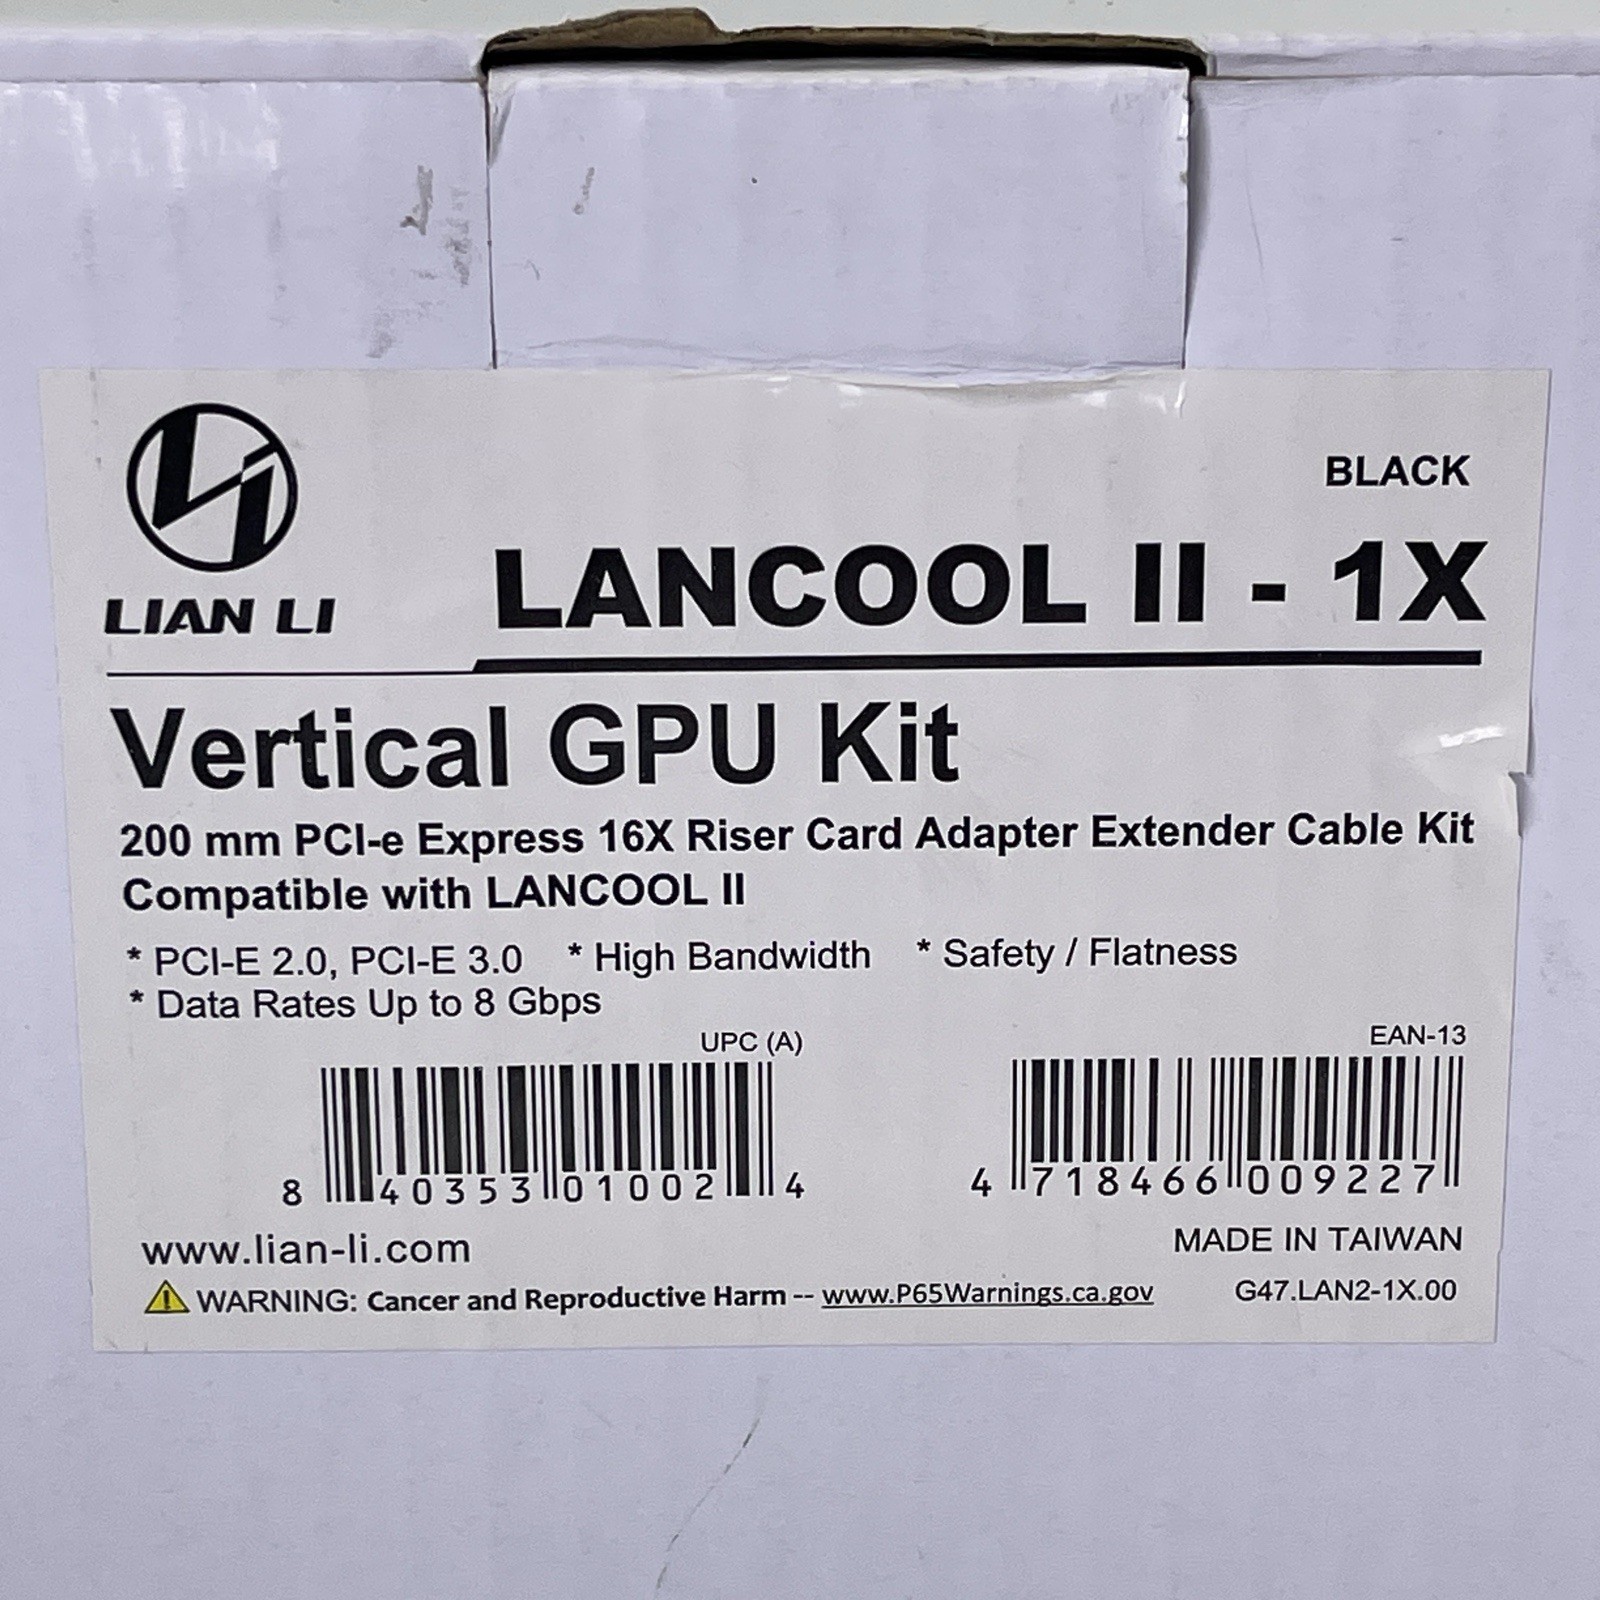 BLACK
LIAN LI
LANCOOL II - 1X
Vertical GPU Kit
200 mm PCI-e Express 16X Riser Card Adapter Extender Cable Kit
Compatible with LANCOOL II
* PCI-E 2.0, PCI-E 3.0 * High Bandwidth * Safety / Flatness
* Data Rates Up to 8 Gbps
UPC (A)
EAN-13
8 40353 01002 4
4 718466 009227
www.lian-li.com
MADE IN TAIWAN
WARNING: Cancer and Reproductive Harm -- www.P65Warnings.ca.gov
G47.LAN2-1X.00